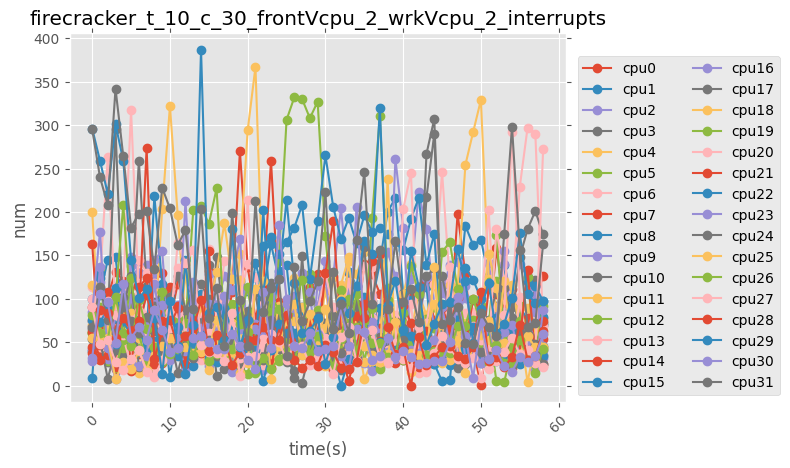 firecracker_t_10_c_30_frontVcpu_2_wrkVcpu_2_interrupts
400
350
300
250
200
150
100
50
0
num
0
10
20
30
40
50
60
time(s)
cpu0
cpu1
cpu2
cpu3
cpu4
cpu5
cpu6
cpu7
cpu8
cpu9
cpu10
cpu11
cpu12
cpu13
cpu14
cpu15
cpu16
cpu17
cpu18
cpu19
cpu20
cpu21
cpu22
cpu23
cpu24
cpu25
cpu26
cpu27
cpu28
cpu29
cpu30
cpu31